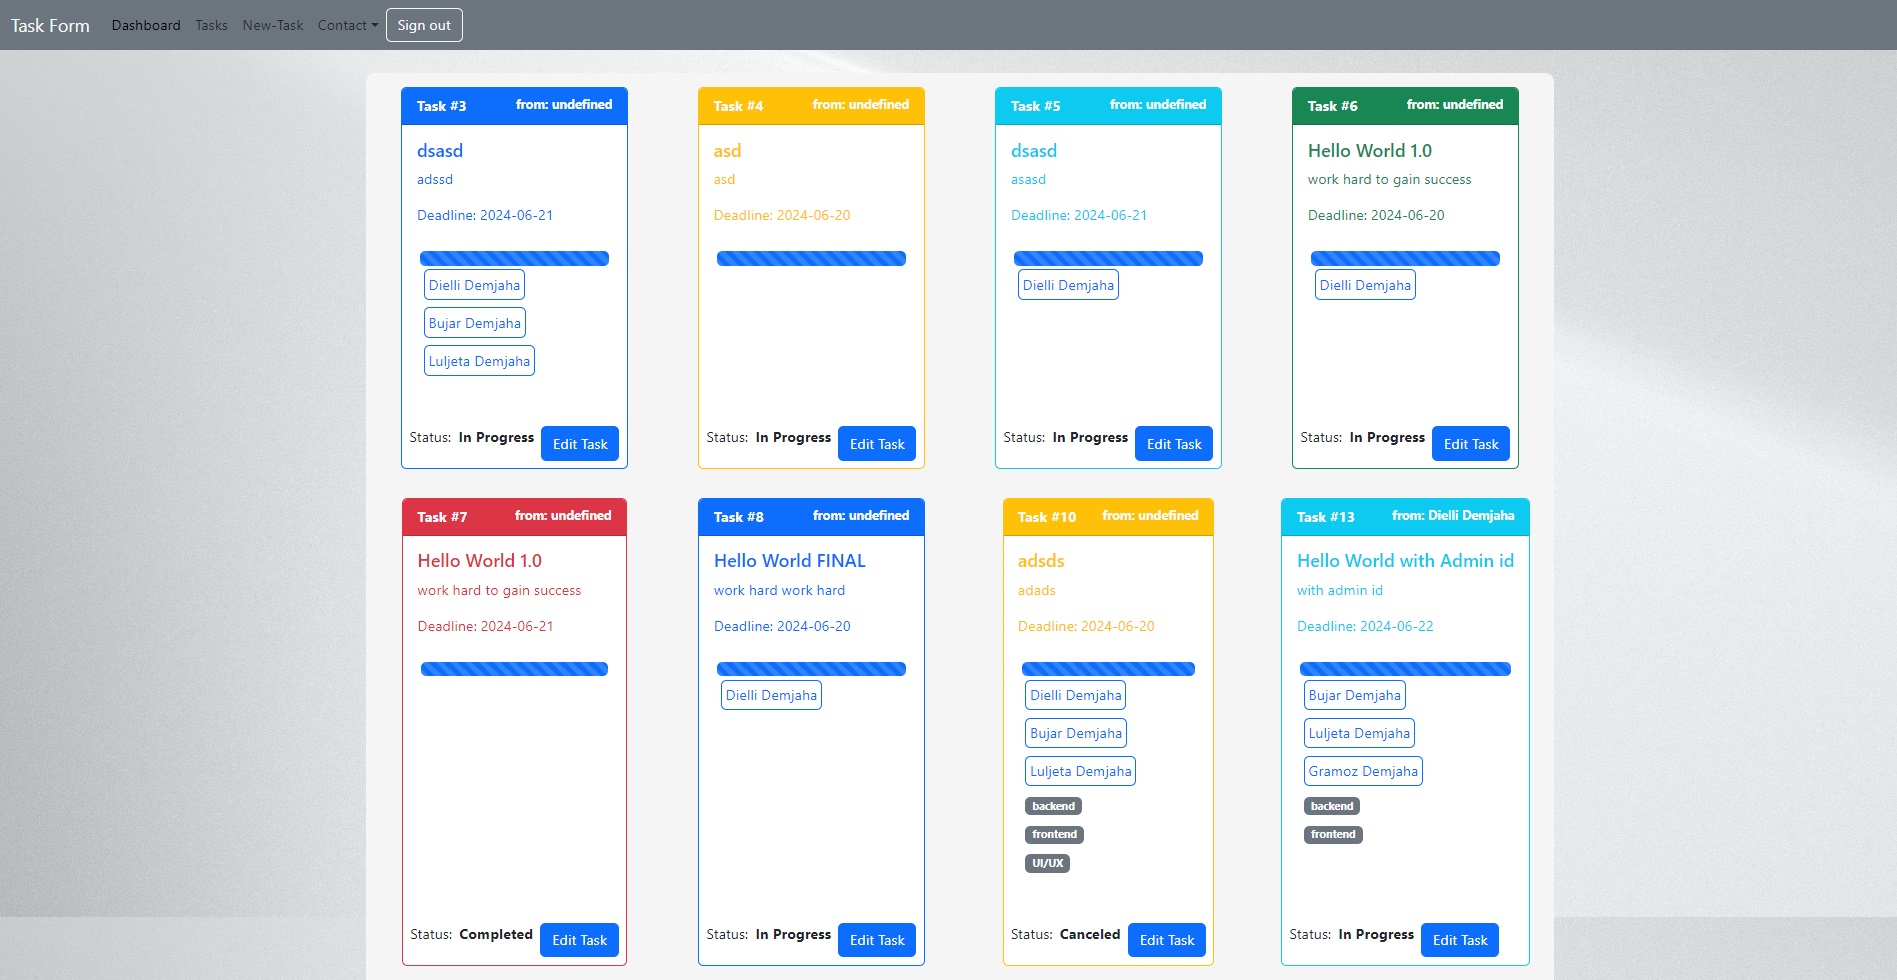 Task Form Dashboard Tasks New-Task Contact Sign out
Task #3 from: undefined
dsasd
adssd
Deadline: 2024-06-21
Dielli Demjaha
Bujar Demjaha
Luljeta Demjaha
Status: In Progress Edit Task
Task #4 from: undefined
asd
asd
Deadline: 2024-06-20
Status: In Progress Edit Task
Task #5 from: undefined
dsasd
asasd
Deadline: 2024-06-21
Dielli Demjaha
Status: In Progress Edit Task
Task #6 from: undefined
Hello World 1.0
work hard to gain success
Deadline: 2024-06-20
Dielli Demjaha
Status: In Progress Edit Task
Task #7 from: undefined
Hello World 1.0
work hard to gain success
Deadline: 2024-06-21
Status: Completed Edit Task
Task #8 from: undefined
Hello World FINAL
work hard work hard
Deadline: 2024-06-20
Dielli Demjaha
Status: In Progress Edit Task
Task #10 from: undefined
adsds
adads
Deadline: 2024-06-20
Dielli Demjaha
Bujar Demjaha
Luljeta Demjaha
backend
frontend
UI/UX
Status: Canceled Edit Task
Task #13 from: Dielli Demjaha
Hello World with Admin id
with admin id
Deadline: 2024-06-22
Bujar Demjaha
Luljeta Demjaha
Gramoz Demjaha
backend
frontend
Status: In Progress Edit Task